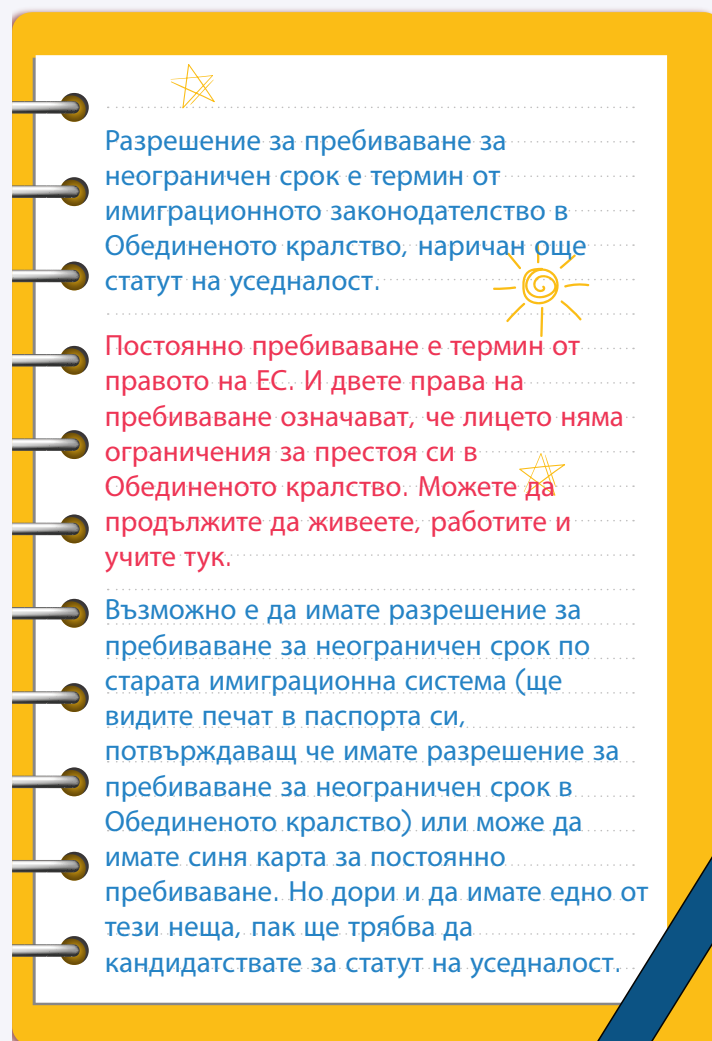 Разрешение за пребиваване за
неограничен срок е термин от
имиграционното законодателство в
Обединеното кралство, наричан още
статут на уседналост.
Постоянно пребиваване е термин от
правото на ЕС. И двете права на
пребиваване означават, че лицето няма
ограничения за престоя си в
Обединеното кралство. Можете да
продължите да живеете, работите и
учите тук.
Възможно е да имате разрешение за
пребиваване за неограничен срок по
старата имиграционна система (ще
видите печат в паспорта си,
потвърждаващ че имате разрешение за
пребиваване за неограничен срок в
Обединеното кралство) или може да
имате синя карта за постоянно
пребиваване. Но дори и да имате едно от
тези неща, пак ще трябва да
кандидатствате за статут на уседналост.